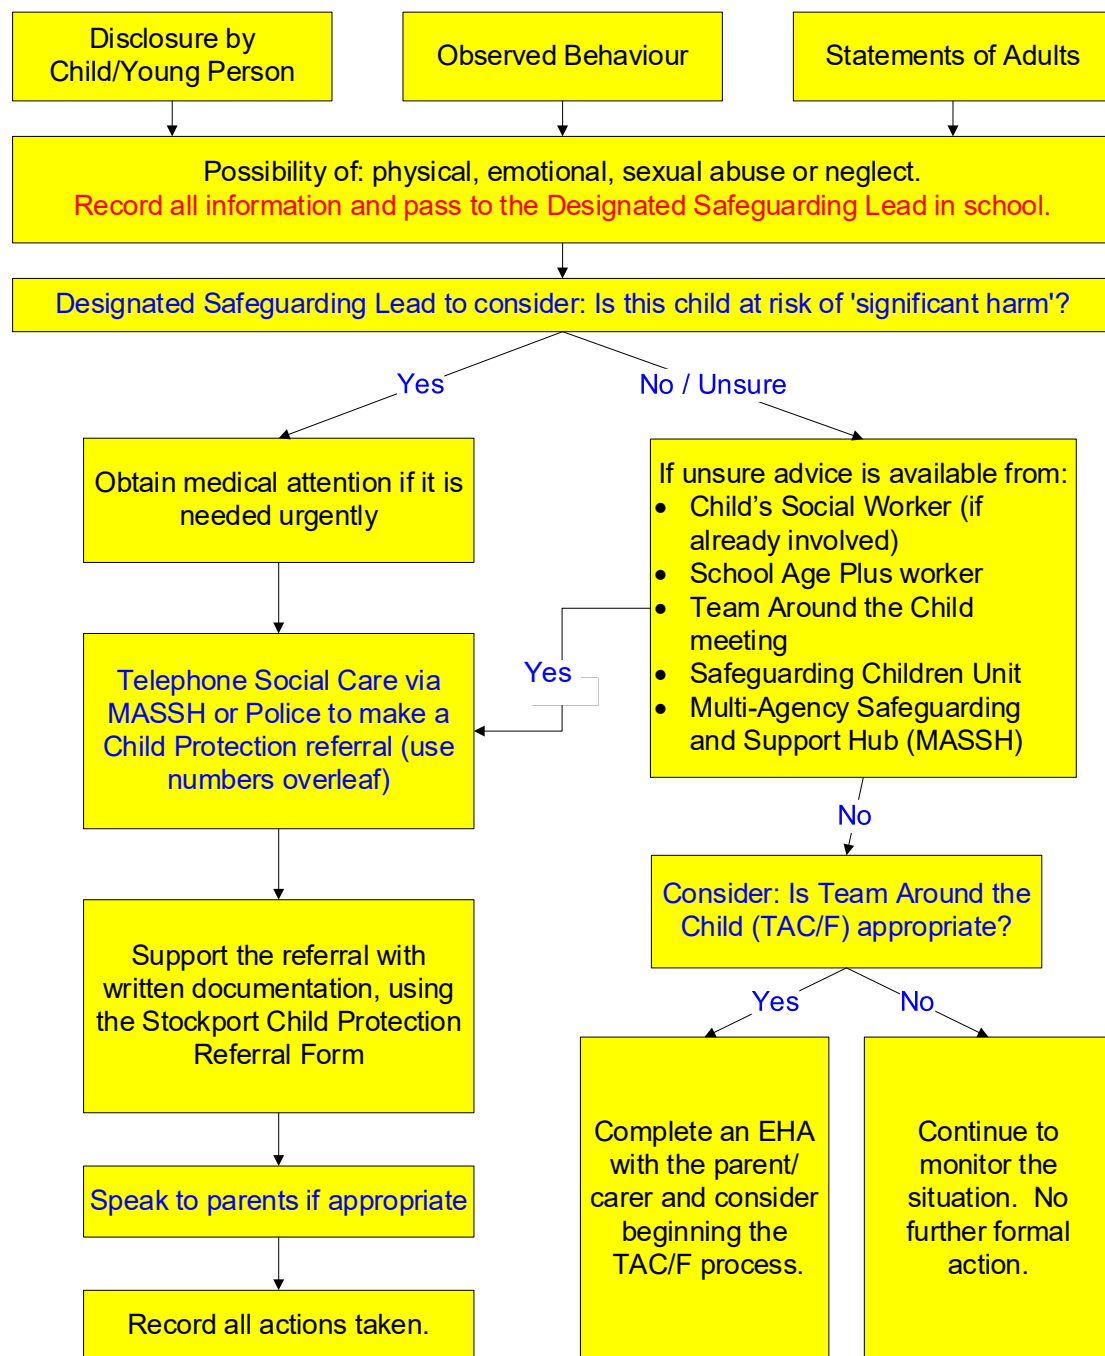 Disclosure by
Child/Young Person
Observed Behaviour
Statements of Adults
Possibility of: physical, emotional, sexual abuse or neglect.
Record all information and pass to the Designated Safeguarding Lead in school.
Designated Safeguarding Lead to consider: Is this child at risk of 'significant harm'?
Yes
No / Unsure
Obtain medical attention if it is
needed urgently
If unsure advice is available from:
• Child’s Social Worker (if
already involved)
• School Age Plus worker
• Team Around the Child
meeting
• Safeguarding Children Unit
• Multi-Agency Safeguarding
and Support Hub (MASSH)
Yes
Telephone Social Care via
MASSH or Police to make a
Child Protection referral (use
numbers overleaf)
No
Consider: Is Team Around the
Child (TAC/F) appropriate?
Support the referral with
written documentation, using
the Stockport Child Protection
Referral Form
Yes
No
Complete an EHA
with the parent/
carer and consider
beginning the
TAC/F process.
Continue to
monitor the
situation.  No
further formal
action.
Speak to parents if appropriate
Record all actions taken.